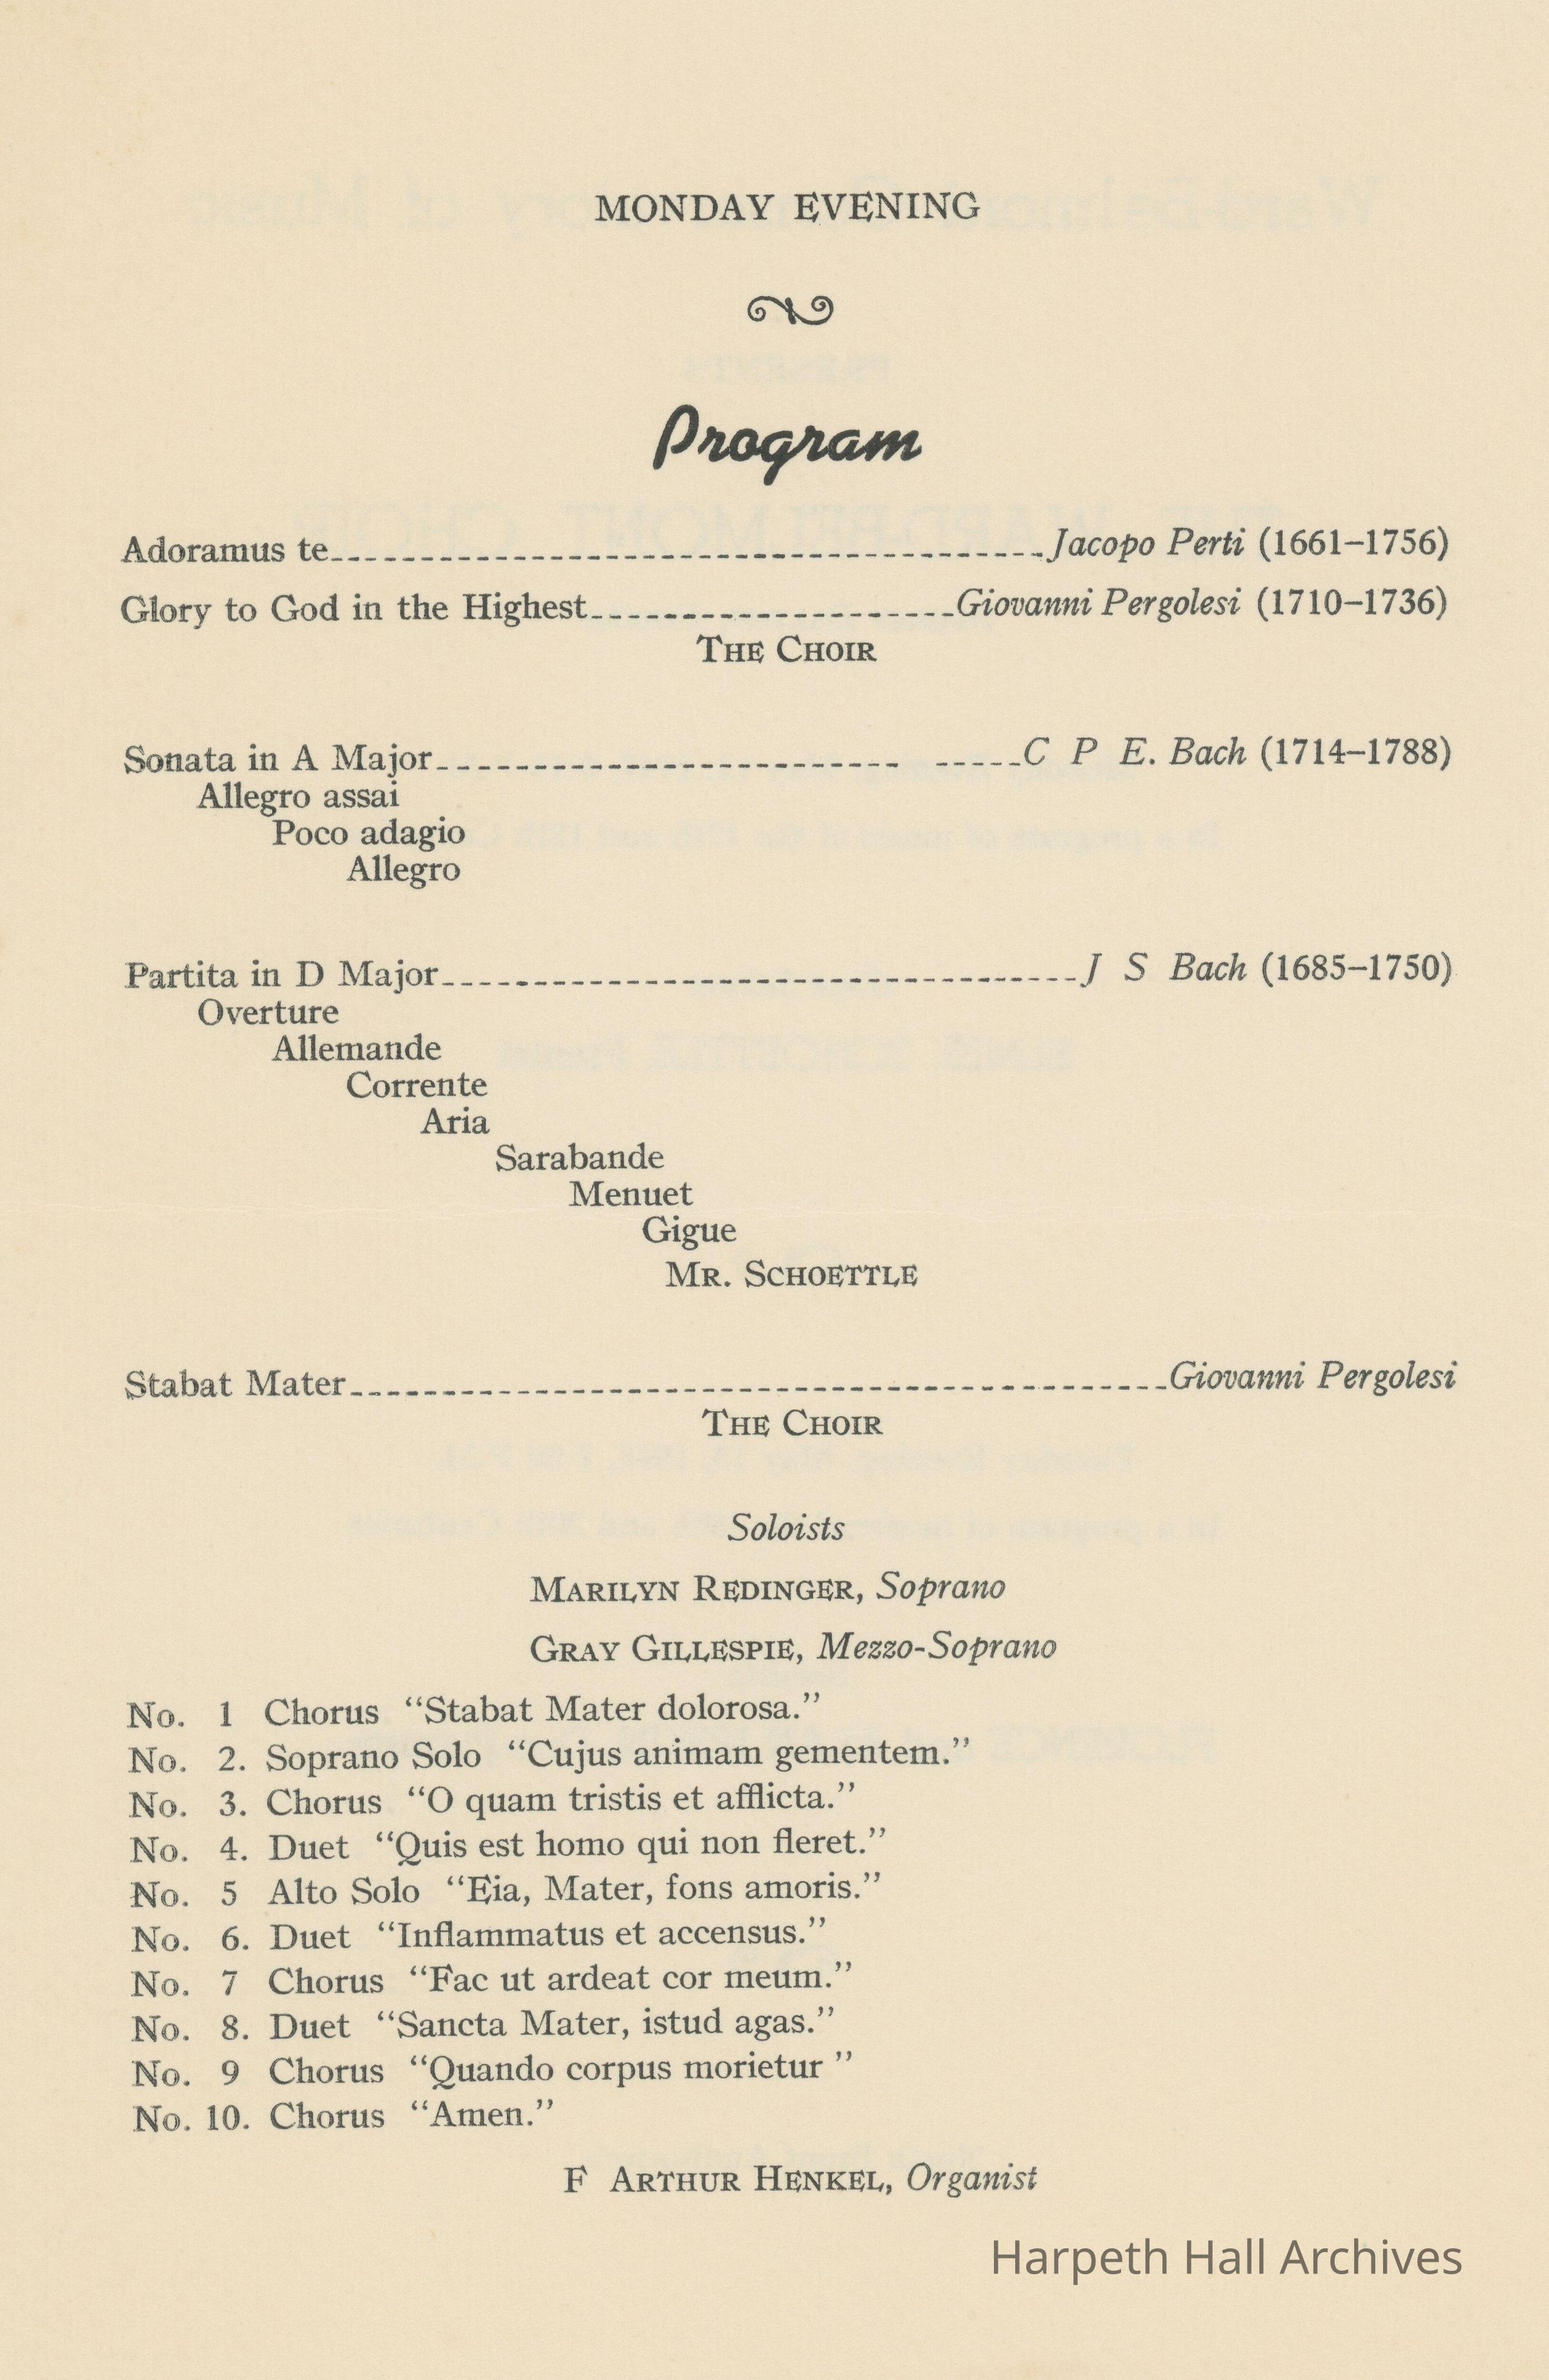 MONDAY EVENING
Program
Adoramus te Jacopo Perti (1661–1756)
Glory to God in the Highest Giovanni Pergolesi (1710–1736)
THE CHOIR
Sonata in A Major C P E. Bach (1714–1788)
Allegro assai
Poco adagio
Allegro
Partita in D Major J S Bach (1685–1750)
Overture
Allemande
Corrente
Aria
Sarabande
Menuet
Gigue
MR. SCHOETTLE
Stabat Mater Giovanni Pergolesi
THE CHOIR
Soloists
MARILYN REDINGER, Soprano
GRAY GILLESPIE, Mezzo-Soprano
No. 1 Chorus “Stabat Mater dolorosa.”
No. 2. Soprano Solo “Cujus animam gementem.”
No. 3. Chorus “O quam tristis et afflicta.”
No. 4. Duet “Quis est homo qui non fleret.”
No. 5 Alto Solo “Eia, Mater, fons amoris.”
No. 6. Duet “Inflammatus et accensus.”
No. 7 Chorus “Fac ut ardeat cor meum.”
No. 8. Duet “Sancta Mater, istud agas.”
No. 9 Chorus “Quando corpus morietur ”
No. 10. Chorus “Amen.”
F ARTHUR HENKEL, Organist
Harpeth Hall Archives